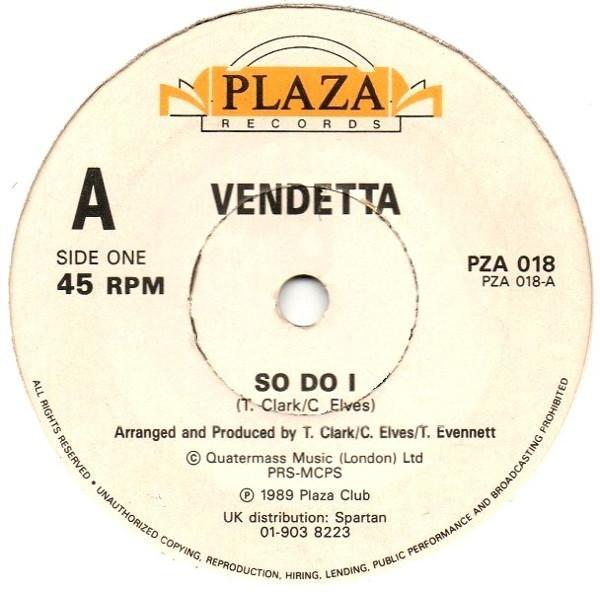 PLAZA
RECORDS
A
VENDETTA
SIDE ONE
45 RPM
PZA 018
PZA 018-A
SO DO I
(T. Clark/C Elves)
Arranged and Produced by T. Clark/C. Elves/T. Evennett
© Quatermass Music (London) Ltd
PRS-MCPS
℗ 1989 Plaza Club
UK distribution: Spartan
01-903 8223
ALL RIGHTS RESERVED • UNAUTHORIZED COPYING, REPRODUCTION, HIRING, LENDING, PUBLIC PERFORMANCE AND BROADCASTING PROHIBITED